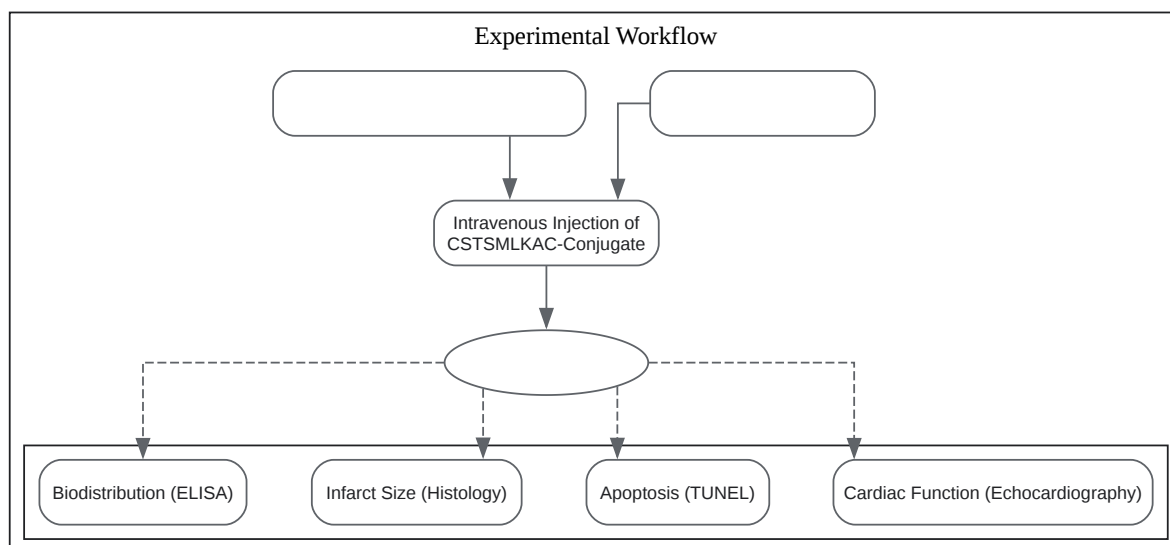 Experimental Workflow
Intravenous Injection of
CSTSMLKAC-Conjugate
Biodistribution (ELISA)
Infarct Size (Histology)
Apoptosis (TUNEL)
Cardiac Function (Echocardiography)